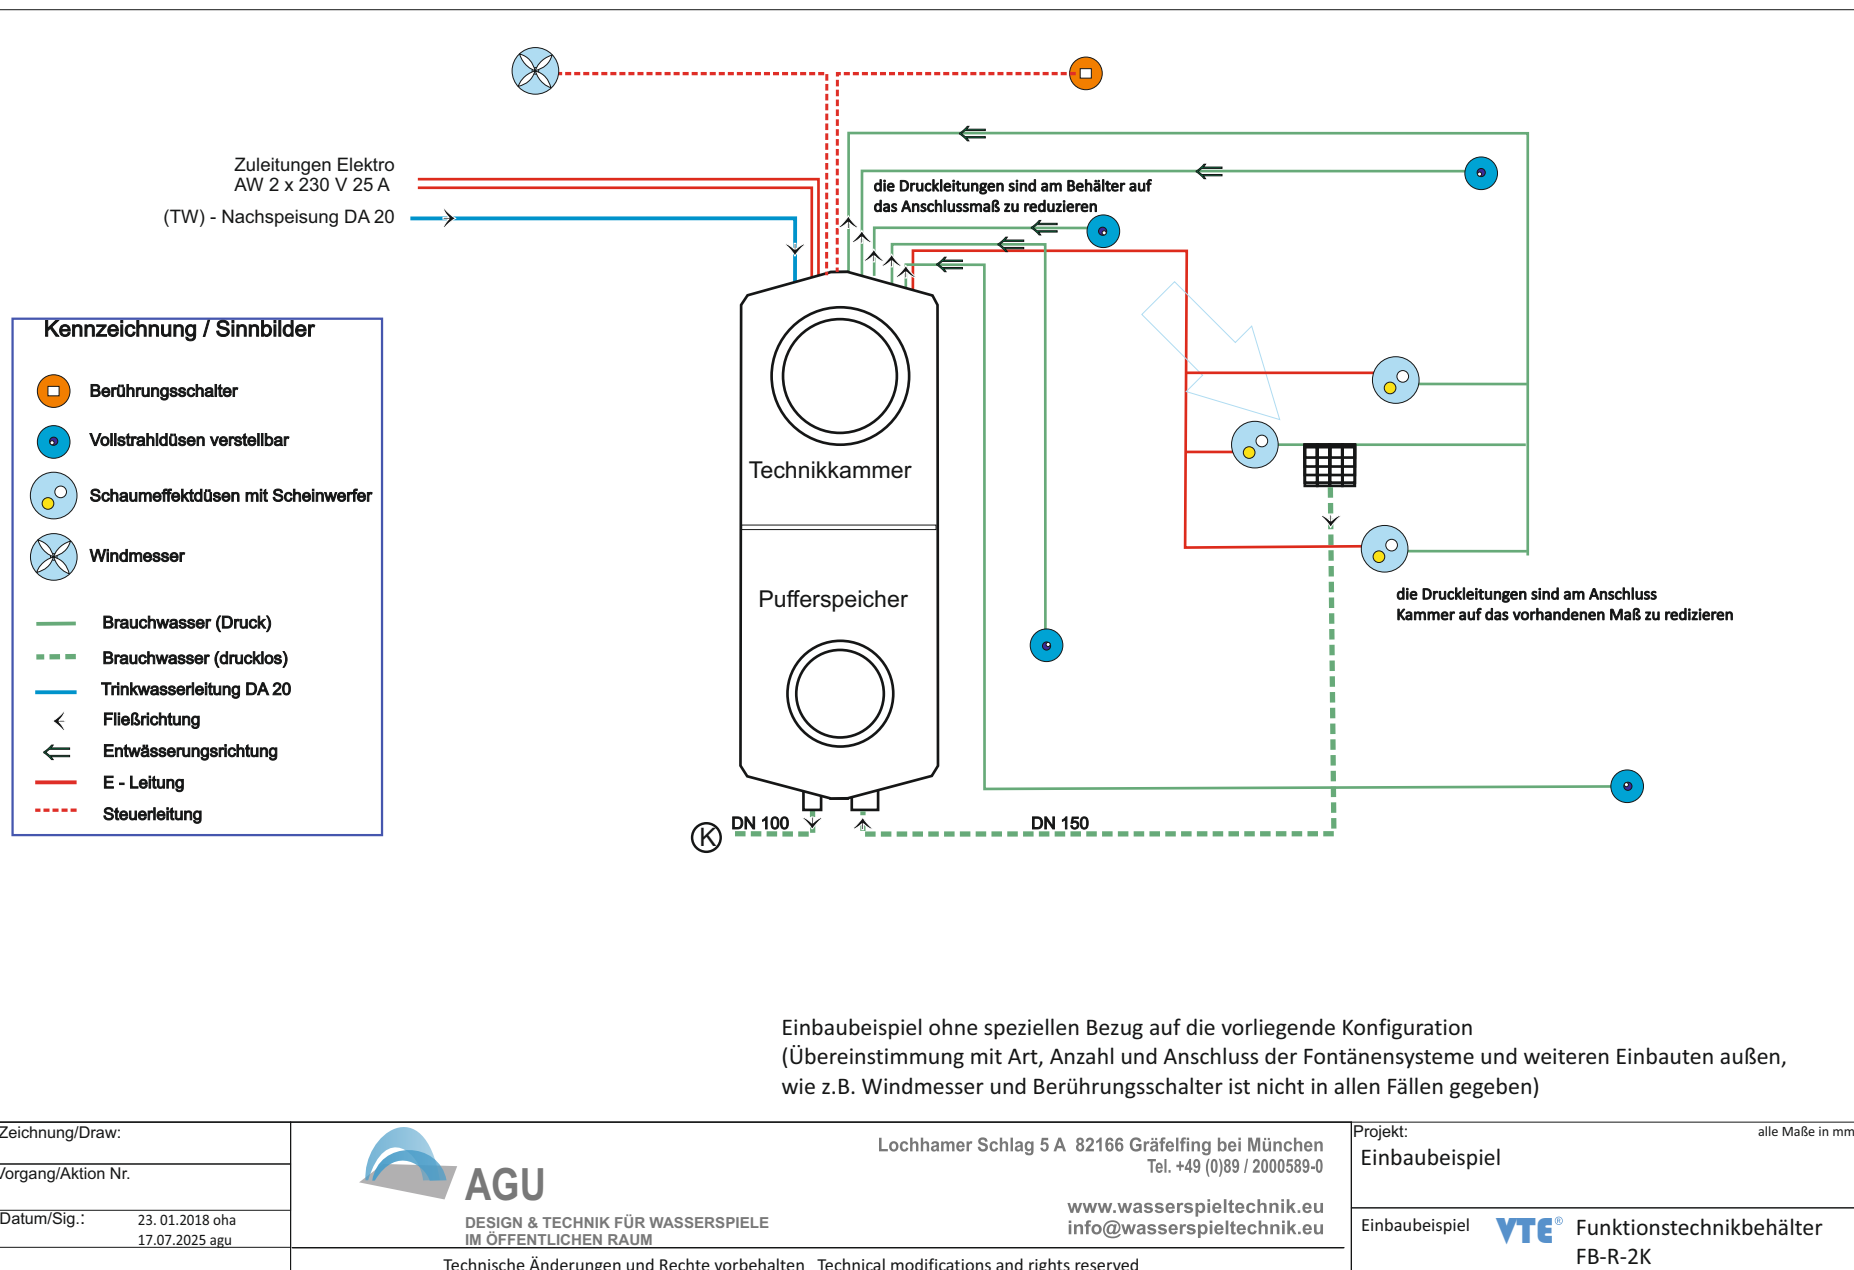 Zuleitungen Elektro
AW 2 x 230 V 25 A
(TW) - Nachspeisung DA 20
die Druckleitungen sind am Behälter auf
das Anschlussmaß zu reduzieren
Kennzeichnung / Sinnbilder
Berührungsschalter
Vollstrahldüsen verstellbar
Schaumeffektdüsen mit Scheinwerfer
Windmesser
Brauchwasser (Druck)
Brauchwasser (drucklos)
Trinkwasserleitung DA 20
Fließrichtung
Entwässerungsrichtung
E - Leitung
Steuerleitung
Technikkammer
Pufferspeicher
die Druckleitungen sind am Anschluss
Kammer auf das vorhandenen Maß zu redizieren
K
DN 100
DN 150
Einbaubeispiel ohne speziellen Bezug auf die vorliegende Konfiguration
(Übereinstimmung mit Art, Anzahl und Anschluss der Fontänensysteme und weiteren Einbauten außen,
wie z.B. Windmesser und Berührungsschalter ist nicht in allen Fällen gegeben)
Zeichnung/Draw:
Vorgang/Aktion Nr.
Datum/Sig.: 23. 01.2018 oha
17.07.2025 agu
AGU
DESIGN & TECHNIK FÜR WASSERSPIELE
IM ÖFFENTLICHEN RAUM
Lochhamer Schlag 5 A 82166 Gräfelfing bei München
Tel. +49 (0)89 / 2000589-0
www.wasserspieltechnik.eu
info@wasserspieltechnik.eu
Technische Änderungen und Rechte vorbehalten Technical modifications and rights reserved
Projekt: alle Maße in mm
Einbaubeispiel
Einbaubeispiel VTE® Funktionstechnikbehälter
FB-R-2K